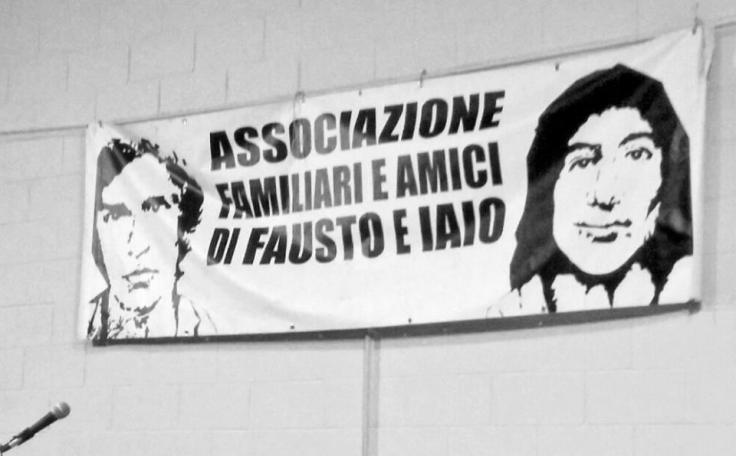 ASSOCIAZIONE
FAMILIARI E AMICI
DI FAUSTO E IAIO